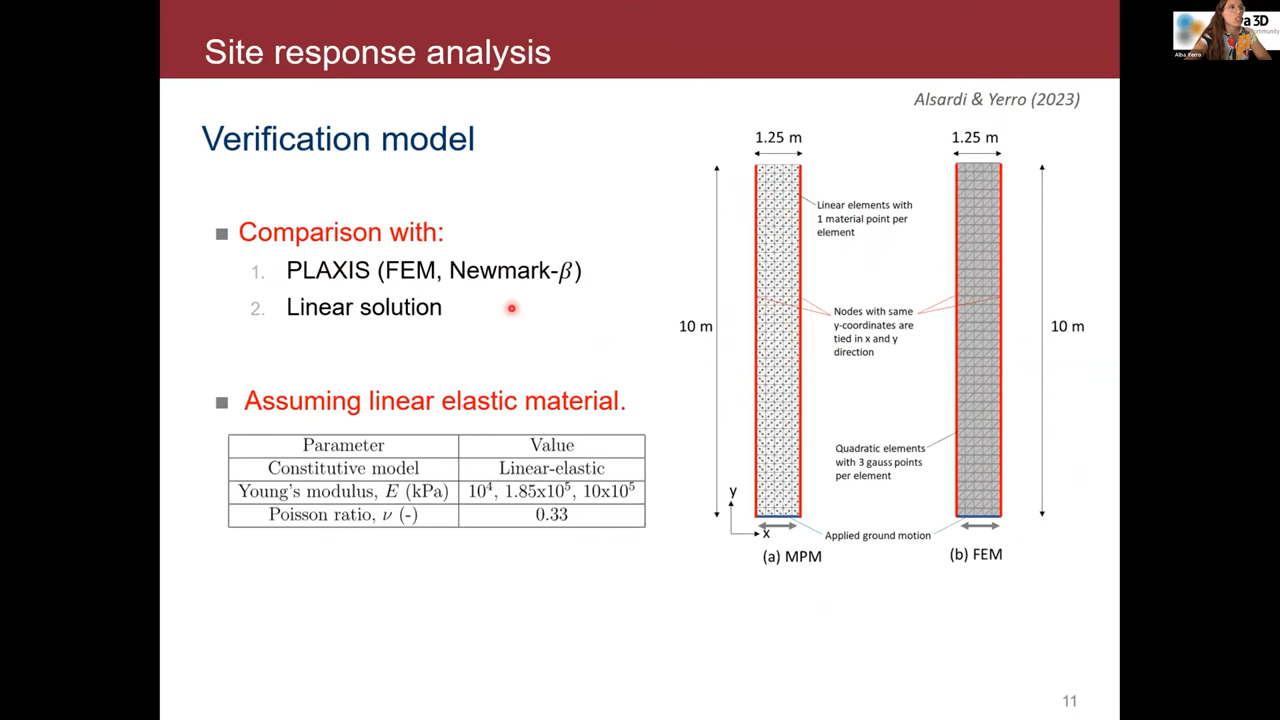 Site response analysis
Alsardi & Yerro (2023)
Verification model
■ Comparison with:
1. PLAXIS (FEM, Newmark-β)
2. Linear solution
■ Assuming linear elastic material.
Parameter Value
Constitutive model Linear-elastic
Young's modulus, E (kPa) 10⁴, 1.85x10⁵, 10x10⁵
Poisson ratio, ν (-) 0.33
1.25 m
1.25 m
Linear elements with
1 material point per
element
10 m
Nodes with same
y-coordinates are
tied in x and y
direction
10 m
Quadratic elements
with 3 gauss points
per element
y
x
Applied ground motion
(a) MPM
(b) FEM
11
a 3D
Alba Yerro